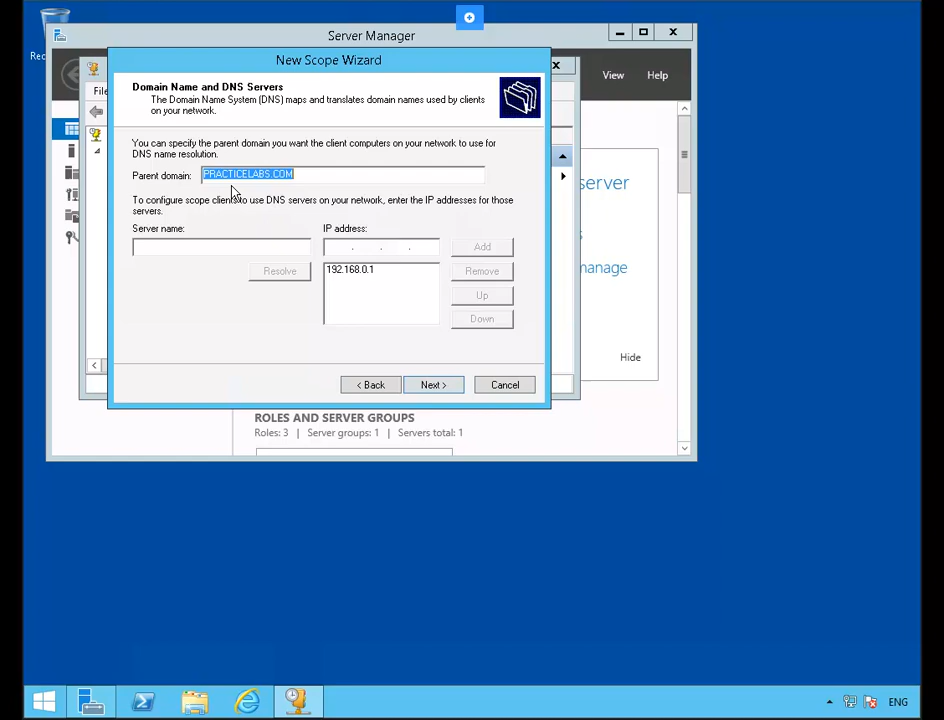 Server Manager
New Scope Wizard
View Help
File
Domain Name and DNS Servers
The Domain Name System (DNS) maps and translates domain names used by clients
on your network.
You can specify the parent domain you want the client computers on your network to use for
DNS name resolution.
Parent domain: PRACTICELABS.COM
To configure scope clients to use DNS servers on your network, enter the IP addresses for those
servers.
Server name: IP address:
. . . Add
Resolve 192.168.0.1 Remove
Up
Down
< Back Next > Cancel
server
manage
Hide
ROLES AND SERVER GROUPS
Roles: 3 | Server groups: 1 | Servers total: 1
ENG